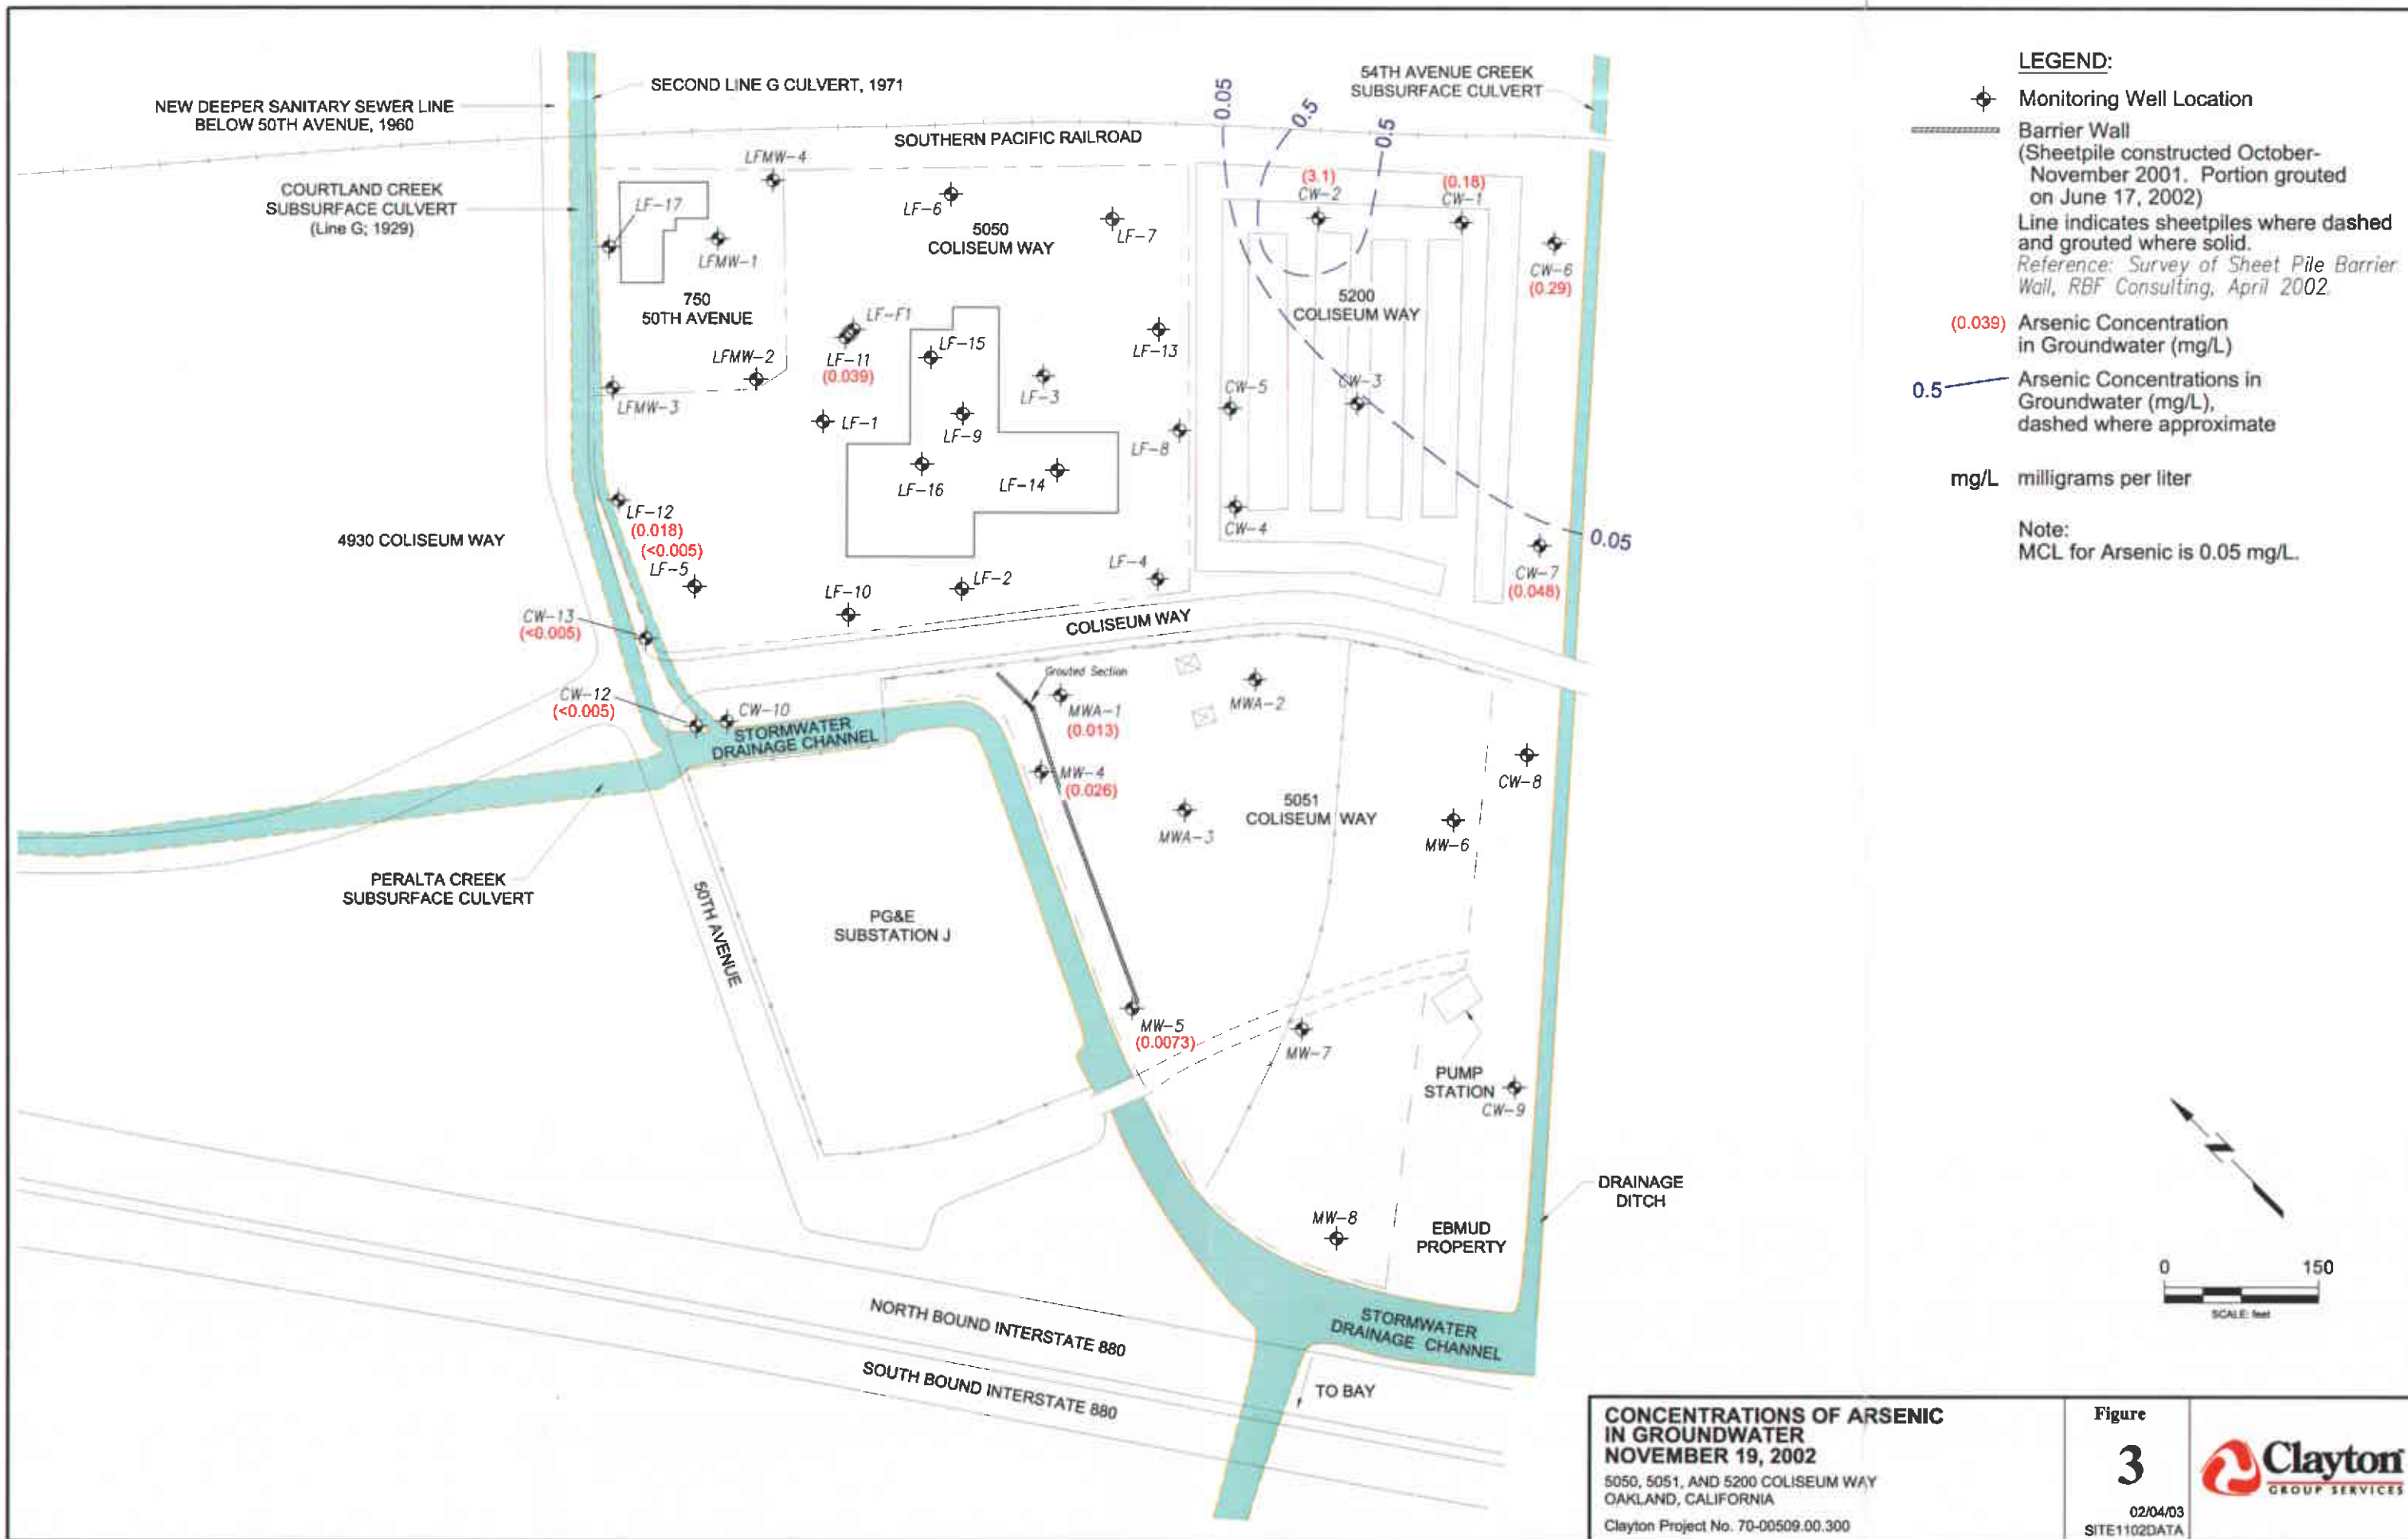 SECOND LINE G CULVERT, 1971
NEW DEEPER SANITARY SEWER LINE
BELOW 50TH AVENUE, 1960
SOUTHERN PACIFIC RAILROAD
54TH AVENUE CREEK
SUBSURFACE CULVERT
0.05
0.5
0.5
COURTLAND CREEK
SUBSURFACE CULVERT
(Line G; 1929)
LFMW-4
LF-17
LFMW-1
750
50TH AVENUE
LFMW-2
LFMW-3
LF-6
5050
COLISEUM WAY
LF-7
LF-F1
LF-11
(0.039)
LF-15
LF-13
LF-3
LF-1
LF-9
LF-8
LF-16
LF-14
(3.1)
CW-2
(0.18)
CW-1
CW-6
(0.29)
5200
COLISEUM WAY
CW-5
CW-3
CW-4
0.05
CW-7
(0.048)
4930 COLISEUM WAY
LF-12
(0.018)
(<0.005)
LF-5
LF-10
LF-2
LF-4
COLISEUM WAY
CW-13
(<0.005)
CW-12
(<0.005)
CW-10
STORMWATER
DRAINAGE CHANNEL
Grouted Section
MWA-1
(0.013)
MWA-2
MW-4
(0.026)
MWA-3
5051
COLISEUM WAY
CW-8
MW-6
PERALTA CREEK
SUBSURFACE CULVERT
50TH AVENUE
PG&E
SUBSTATION J
MW-5
(0.0073)
MW-7
PUMP
STATION
CW-9
MW-8
EBMUD
PROPERTY
DRAINAGE
DITCH
STORMWATER
DRAINAGE CHANNEL
NORTH BOUND INTERSTATE 880
SOUTH BOUND INTERSTATE 880
TO BAY
LEGEND:
Monitoring Well Location
Barrier Wall
(Sheetpile constructed October-
November 2001. Portion grouted
on June 17, 2002)
Line indicates sheetpiles where dashed
and grouted where solid.
Reference: Survey of Sheet Pile Barrier
Wall, RBF Consulting, April 2002.
(0.039) Arsenic Concentration
in Groundwater (mg/L)
0.5 Arsenic Concentrations in
Groundwater (mg/L),
dashed where approximate
mg/L milligrams per liter
Note:
MCL for Arsenic is 0.05 mg/L.
N
0 150
SCALE: feet
CONCENTRATIONS OF ARSENIC
IN GROUNDWATER
NOVEMBER 19, 2002
5050, 5051, AND 5200 COLISEUM WAY
OAKLAND, CALIFORNIA
Clayton Project No. 70-00509.00.300
Figure
3
02/04/03
SITE1102DATA
Clayton
GROUP SERVICES